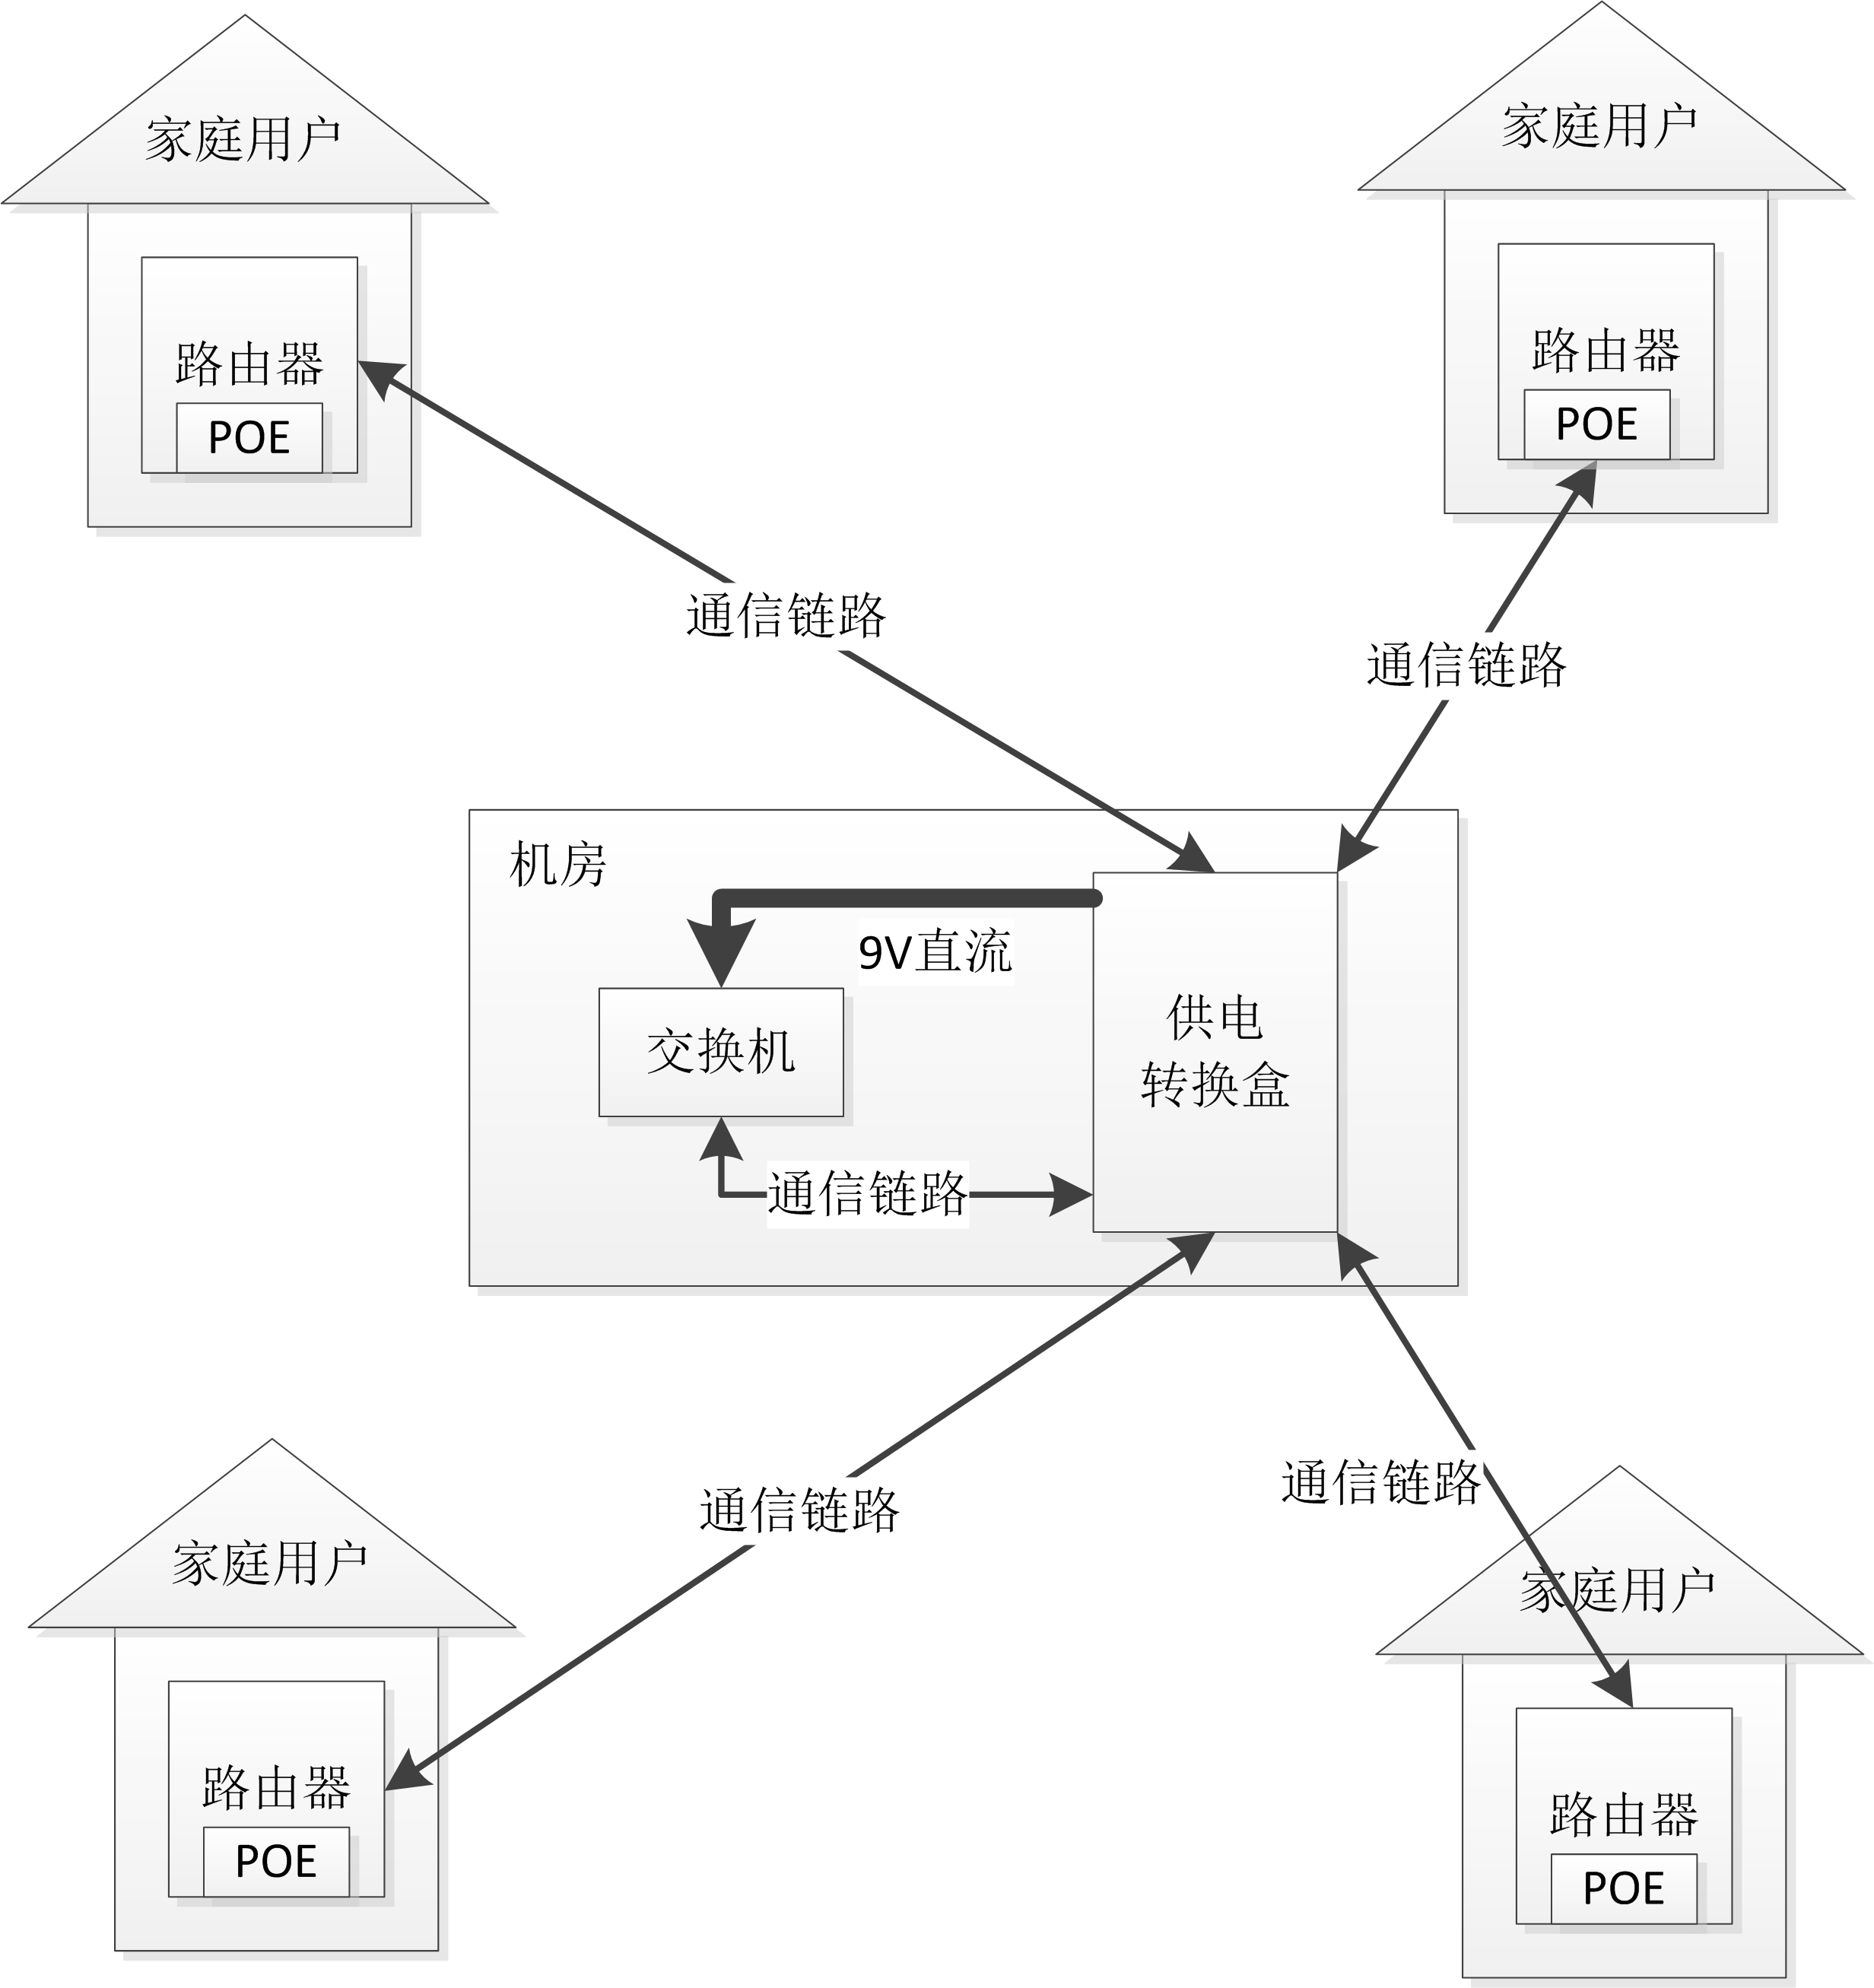 家庭用户
家庭用户
路由器
POE
路由器
POE
通信链路
通信链路
机房
9V直流
供电
转换盒
交换机
通信链路
通信链路
通信链路
家庭用户
家庭用户
路由器
POE
路由器
POE